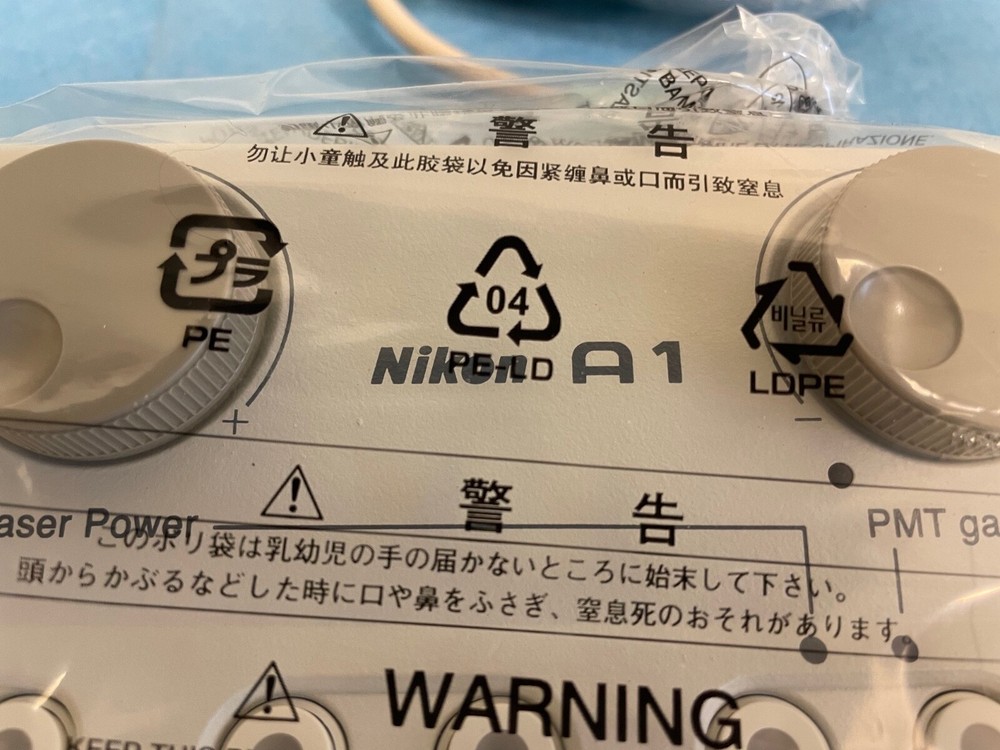 警 告
勿让小童触及此胶袋以免因紧缠鼻或口而引致窒息
プラ
PE
04
PE-LD
비닐류
LDPE
Nikon A1
+
−
警 告
aser Power
PMT ga
このポリ袋は乳幼児の手の届かないところに始末して下さい。
頭からかぶるなどした時に口や鼻をふさぎ、窒息死のおそれがあります。
WARNING
KEEP THIS